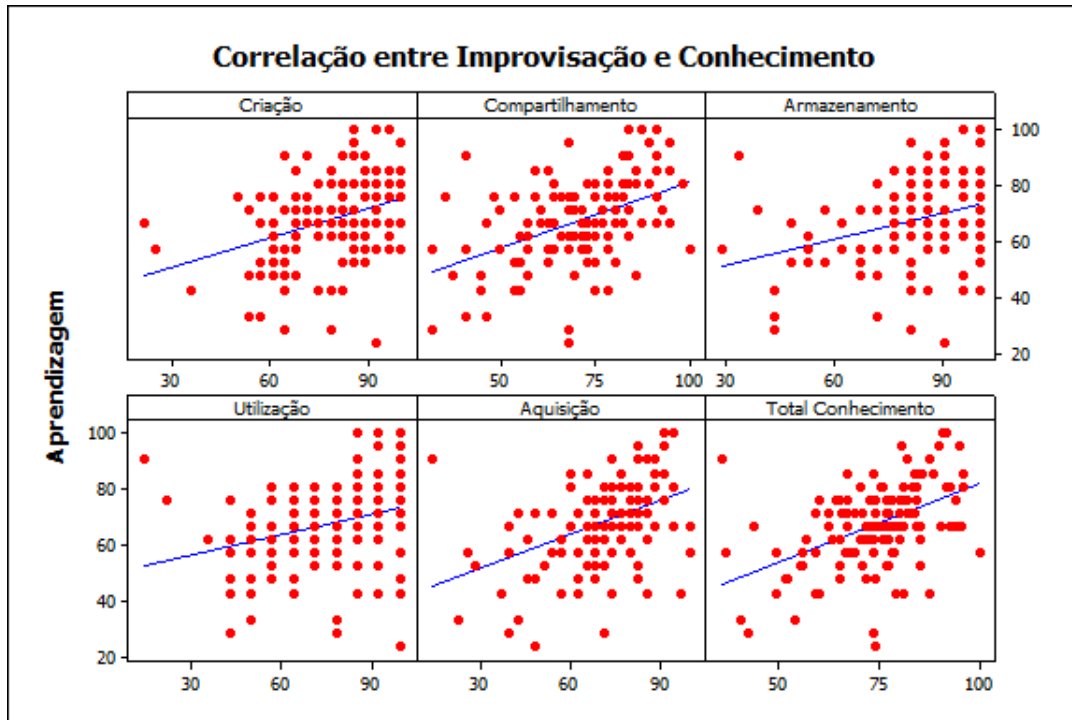 Correlação entre Improvisação e Conhecimento
Criação Compartilhamento Armazenamento
100
80
60
40
20
30 60 90 50 75 100 30 60 90
Aprendizagem
Utilização Aquisição Total Conhecimento
100
80
60
40
20
30 60 90 30 60 90 50 75 100